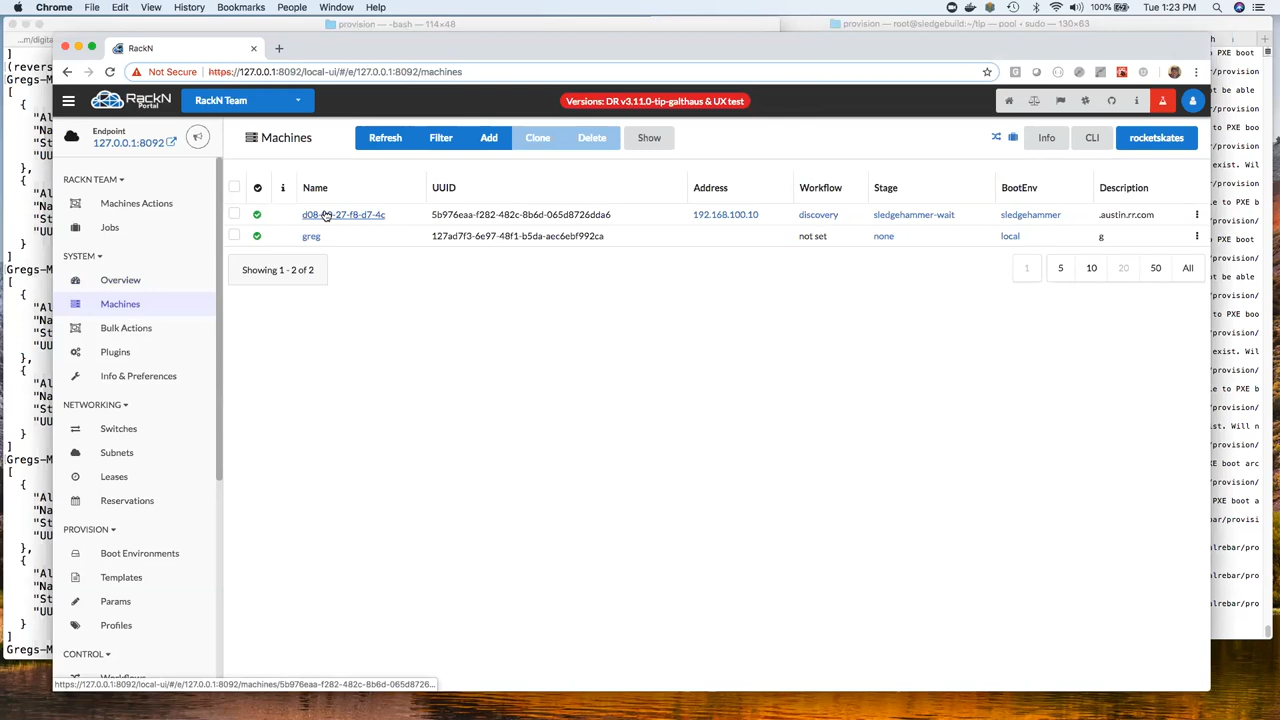 Chrome File Edit View History Bookmarks People Window Help 100% Tue 1:23 PM
provision — -bash — 114×48
provision — root@sledgebuild:~/tip — pol < sudo — 130×63
RackN
Not Secure https://127.0.0.1:8092/local-ui/#/e/127.0.0.1:8092/machines
RackN Portal RackN Team Versions: DR v3.11.0-tip-galthaus & UX test
Endpoint
127.0.0.1:8092
Machines Refresh Filter Add Clone Delete Show Info CLI rocketskates
RACKN TEAM
Machines Actions
Jobs
SYSTEM
Overview
Machines
Bulk Actions
Plugins
Info & Preferences
NETWORKING
Switches
Subnets
Leases
Reservations
PROVISION
Boot Environments
Templates
Params
Profiles
CONTROL
Name UUID Address Workflow Stage BootEnv Description
5b976eaa-f282-482c-8b6d-065d8726dda6 192.168.100.10 discovery sledgehammer-wait sledgehammer .austin.rr.com
greg 127ad7f3-6e97-48f1-b5da-aec6ebf992ca not set none local g
Showing 1 - 2 of 2
1 5 10 20 50 All
https://127.0.0.1:8092/local-ui/#/e/127.0.0.1:8092/machines/5b976eaa-f282-482c-8b6d-065d8726...